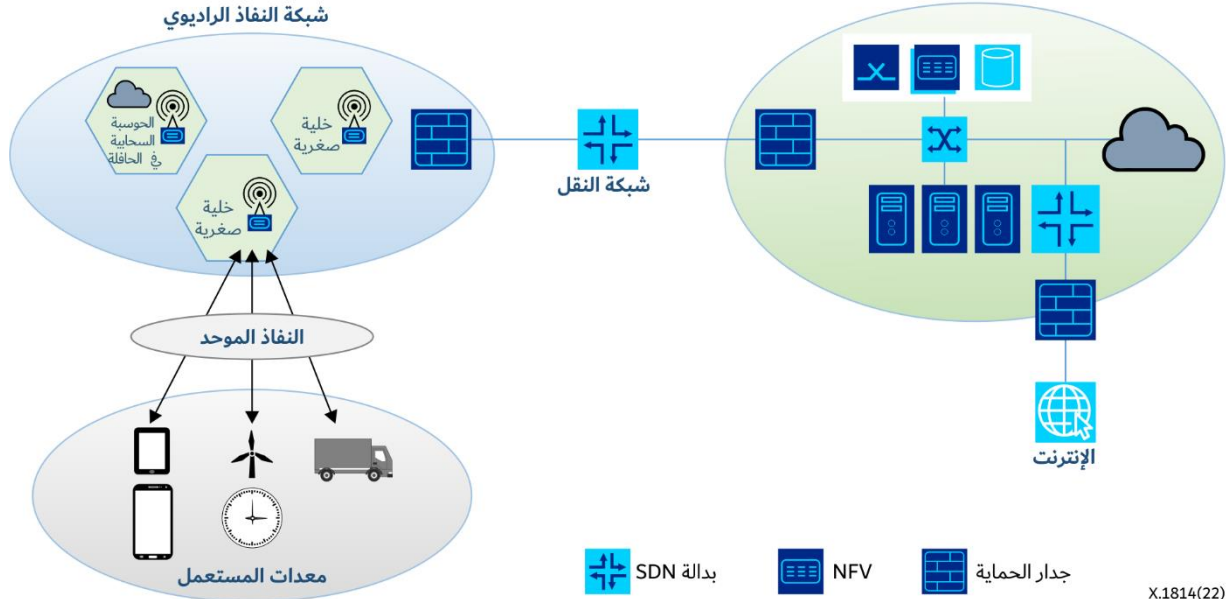 شبكة النفاذ الراديوي
الحوسبة
السحابية
في الحافلة
خلية
صغرية
خلية
صغرية
شبكة النقل
النفاذ الموحد
الإنترنت
معدات المستعمل
بدالة SDN
NFV
جدار الحماية
X.1814(22)